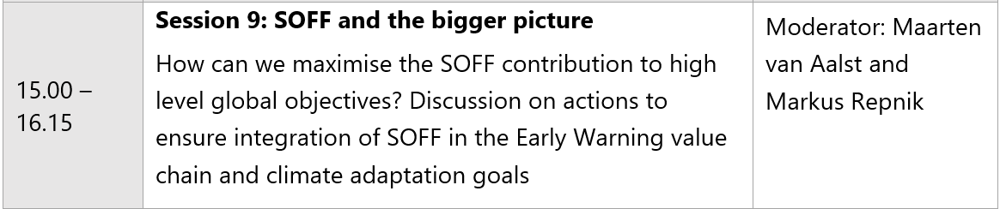 15.00 –
16.15
Session 9: SOFF and the bigger picture
How can we maximise the SOFF contribution to high
level global objectives? Discussion on actions to
ensure integration of SOFF in the Early Warning value
chain and climate adaptation goals
Moderator: Maarten
van Aalst and
Markus Repnik